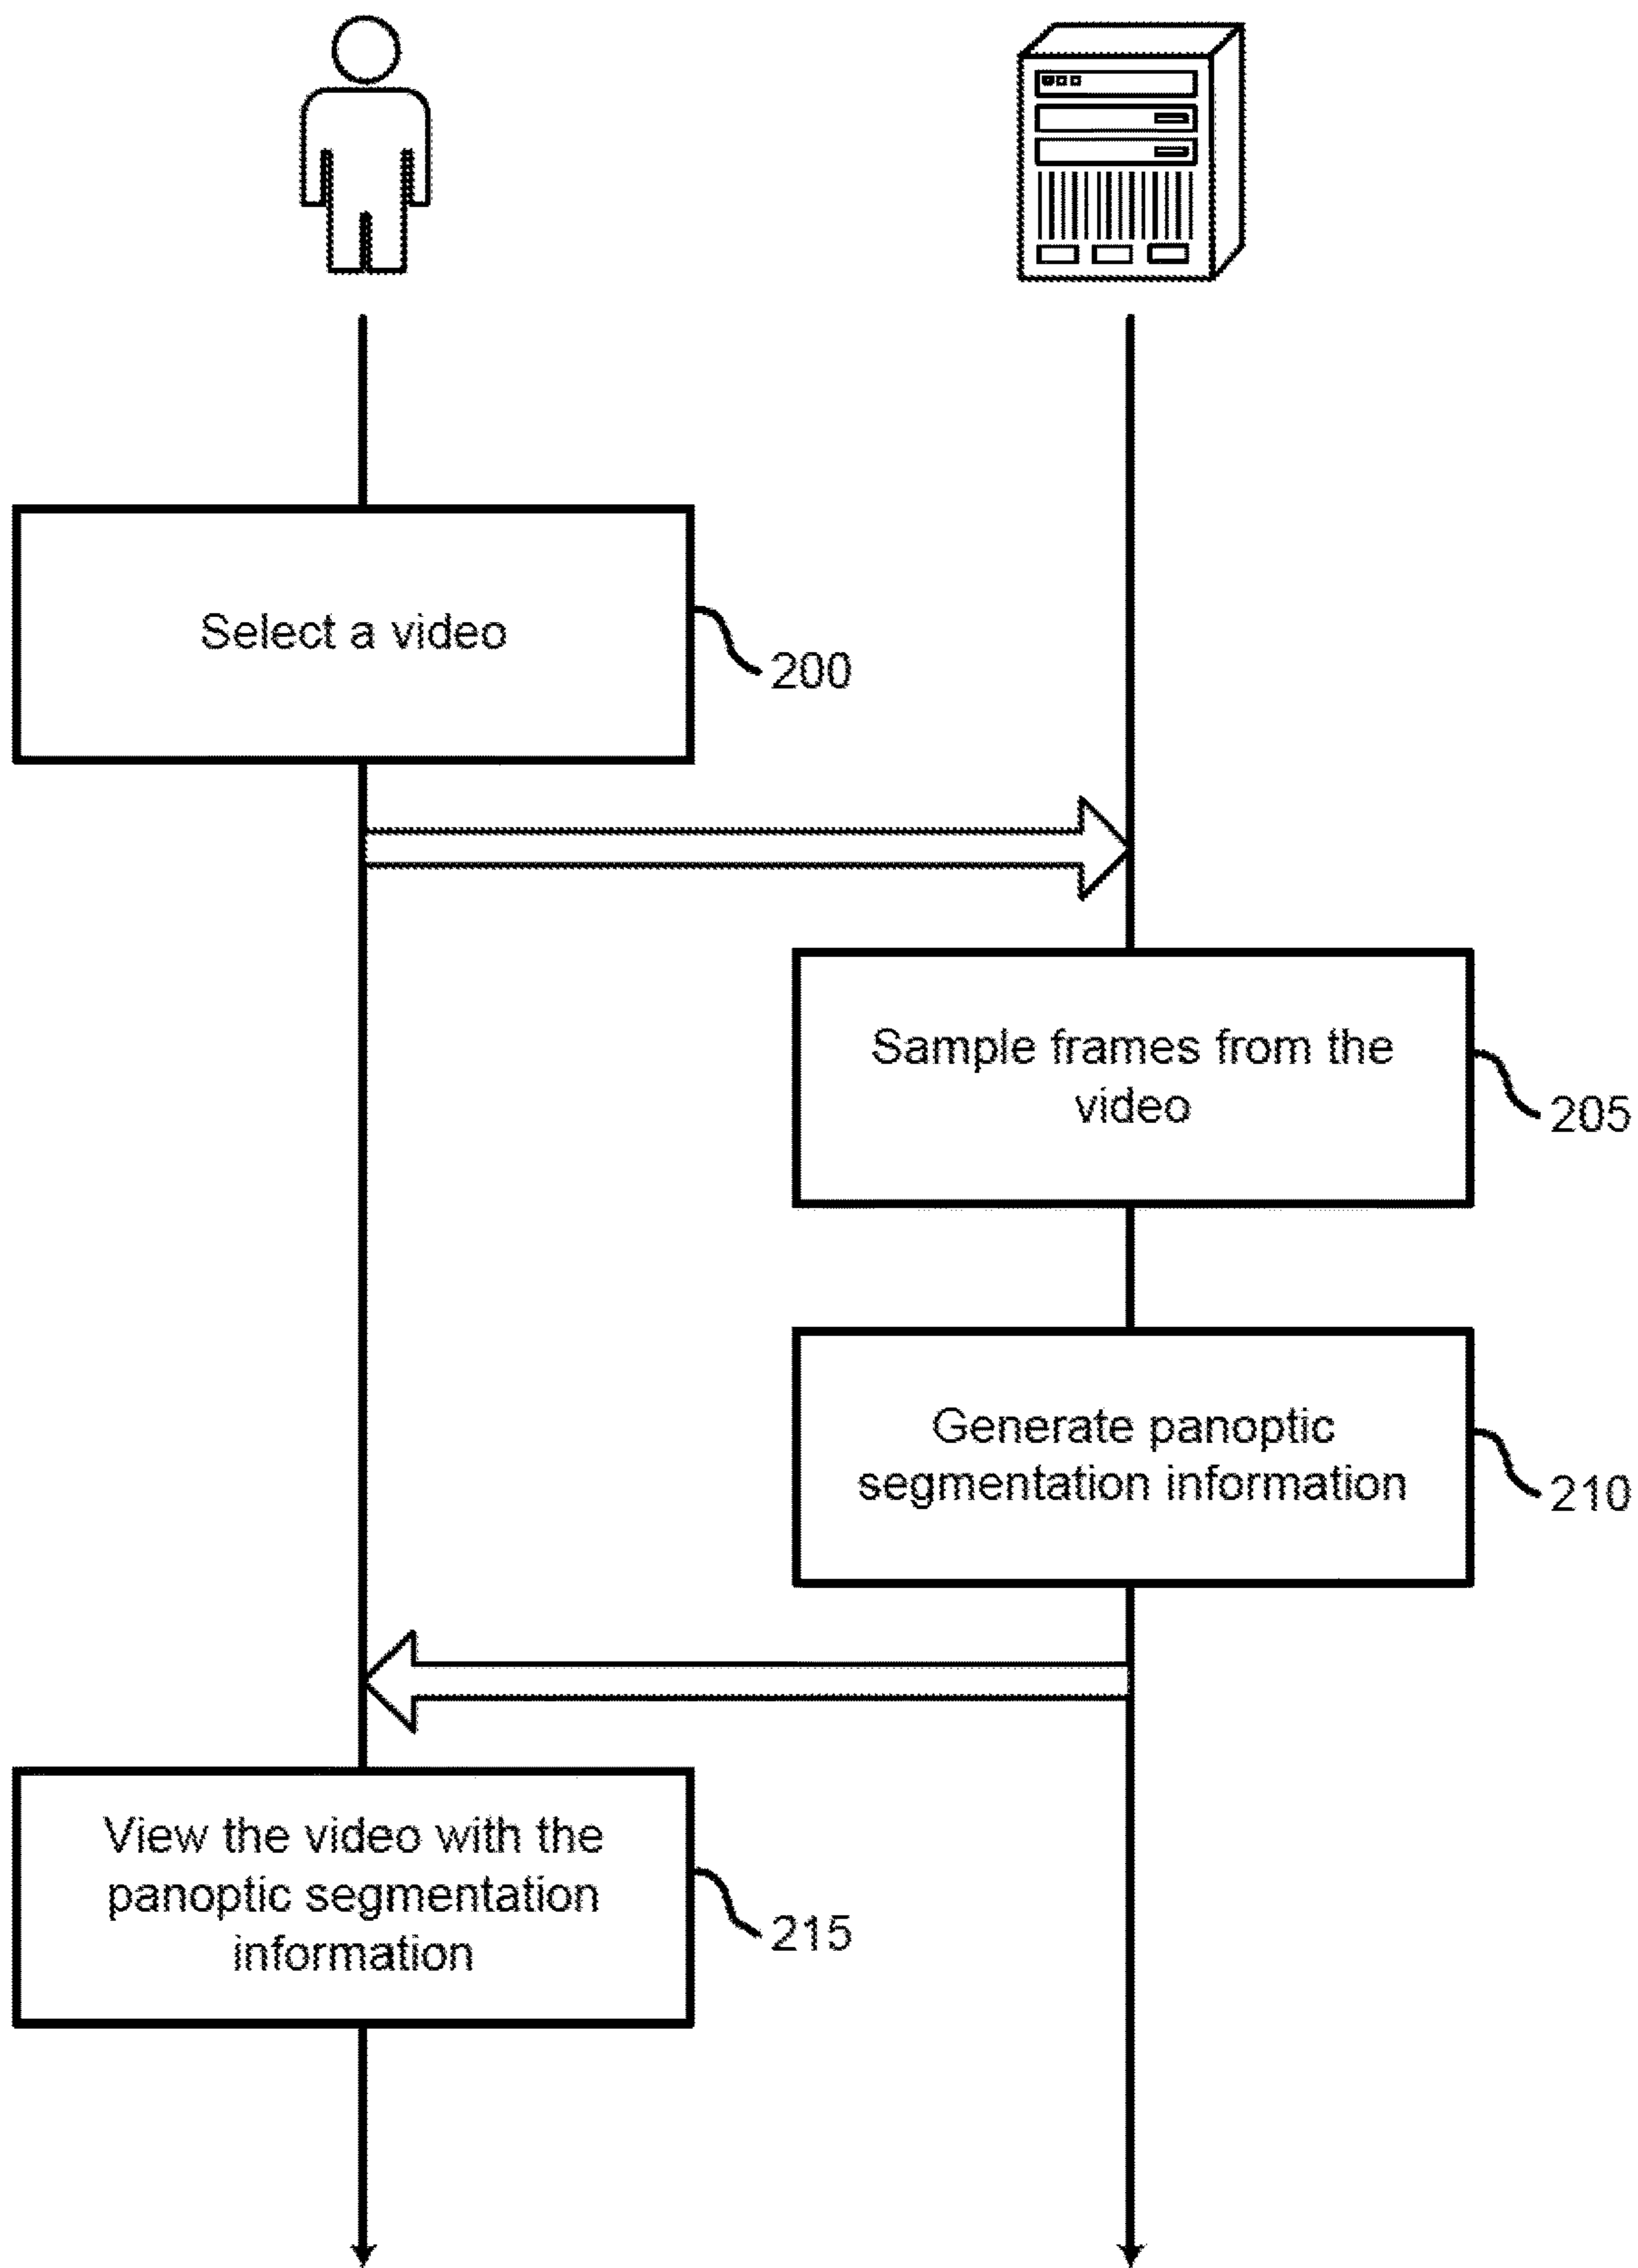 Select a video
200
Sample frames from the
video
205
Generate panoptic
segmentation information
210
View the video with the
panoptic segmentation
information
215